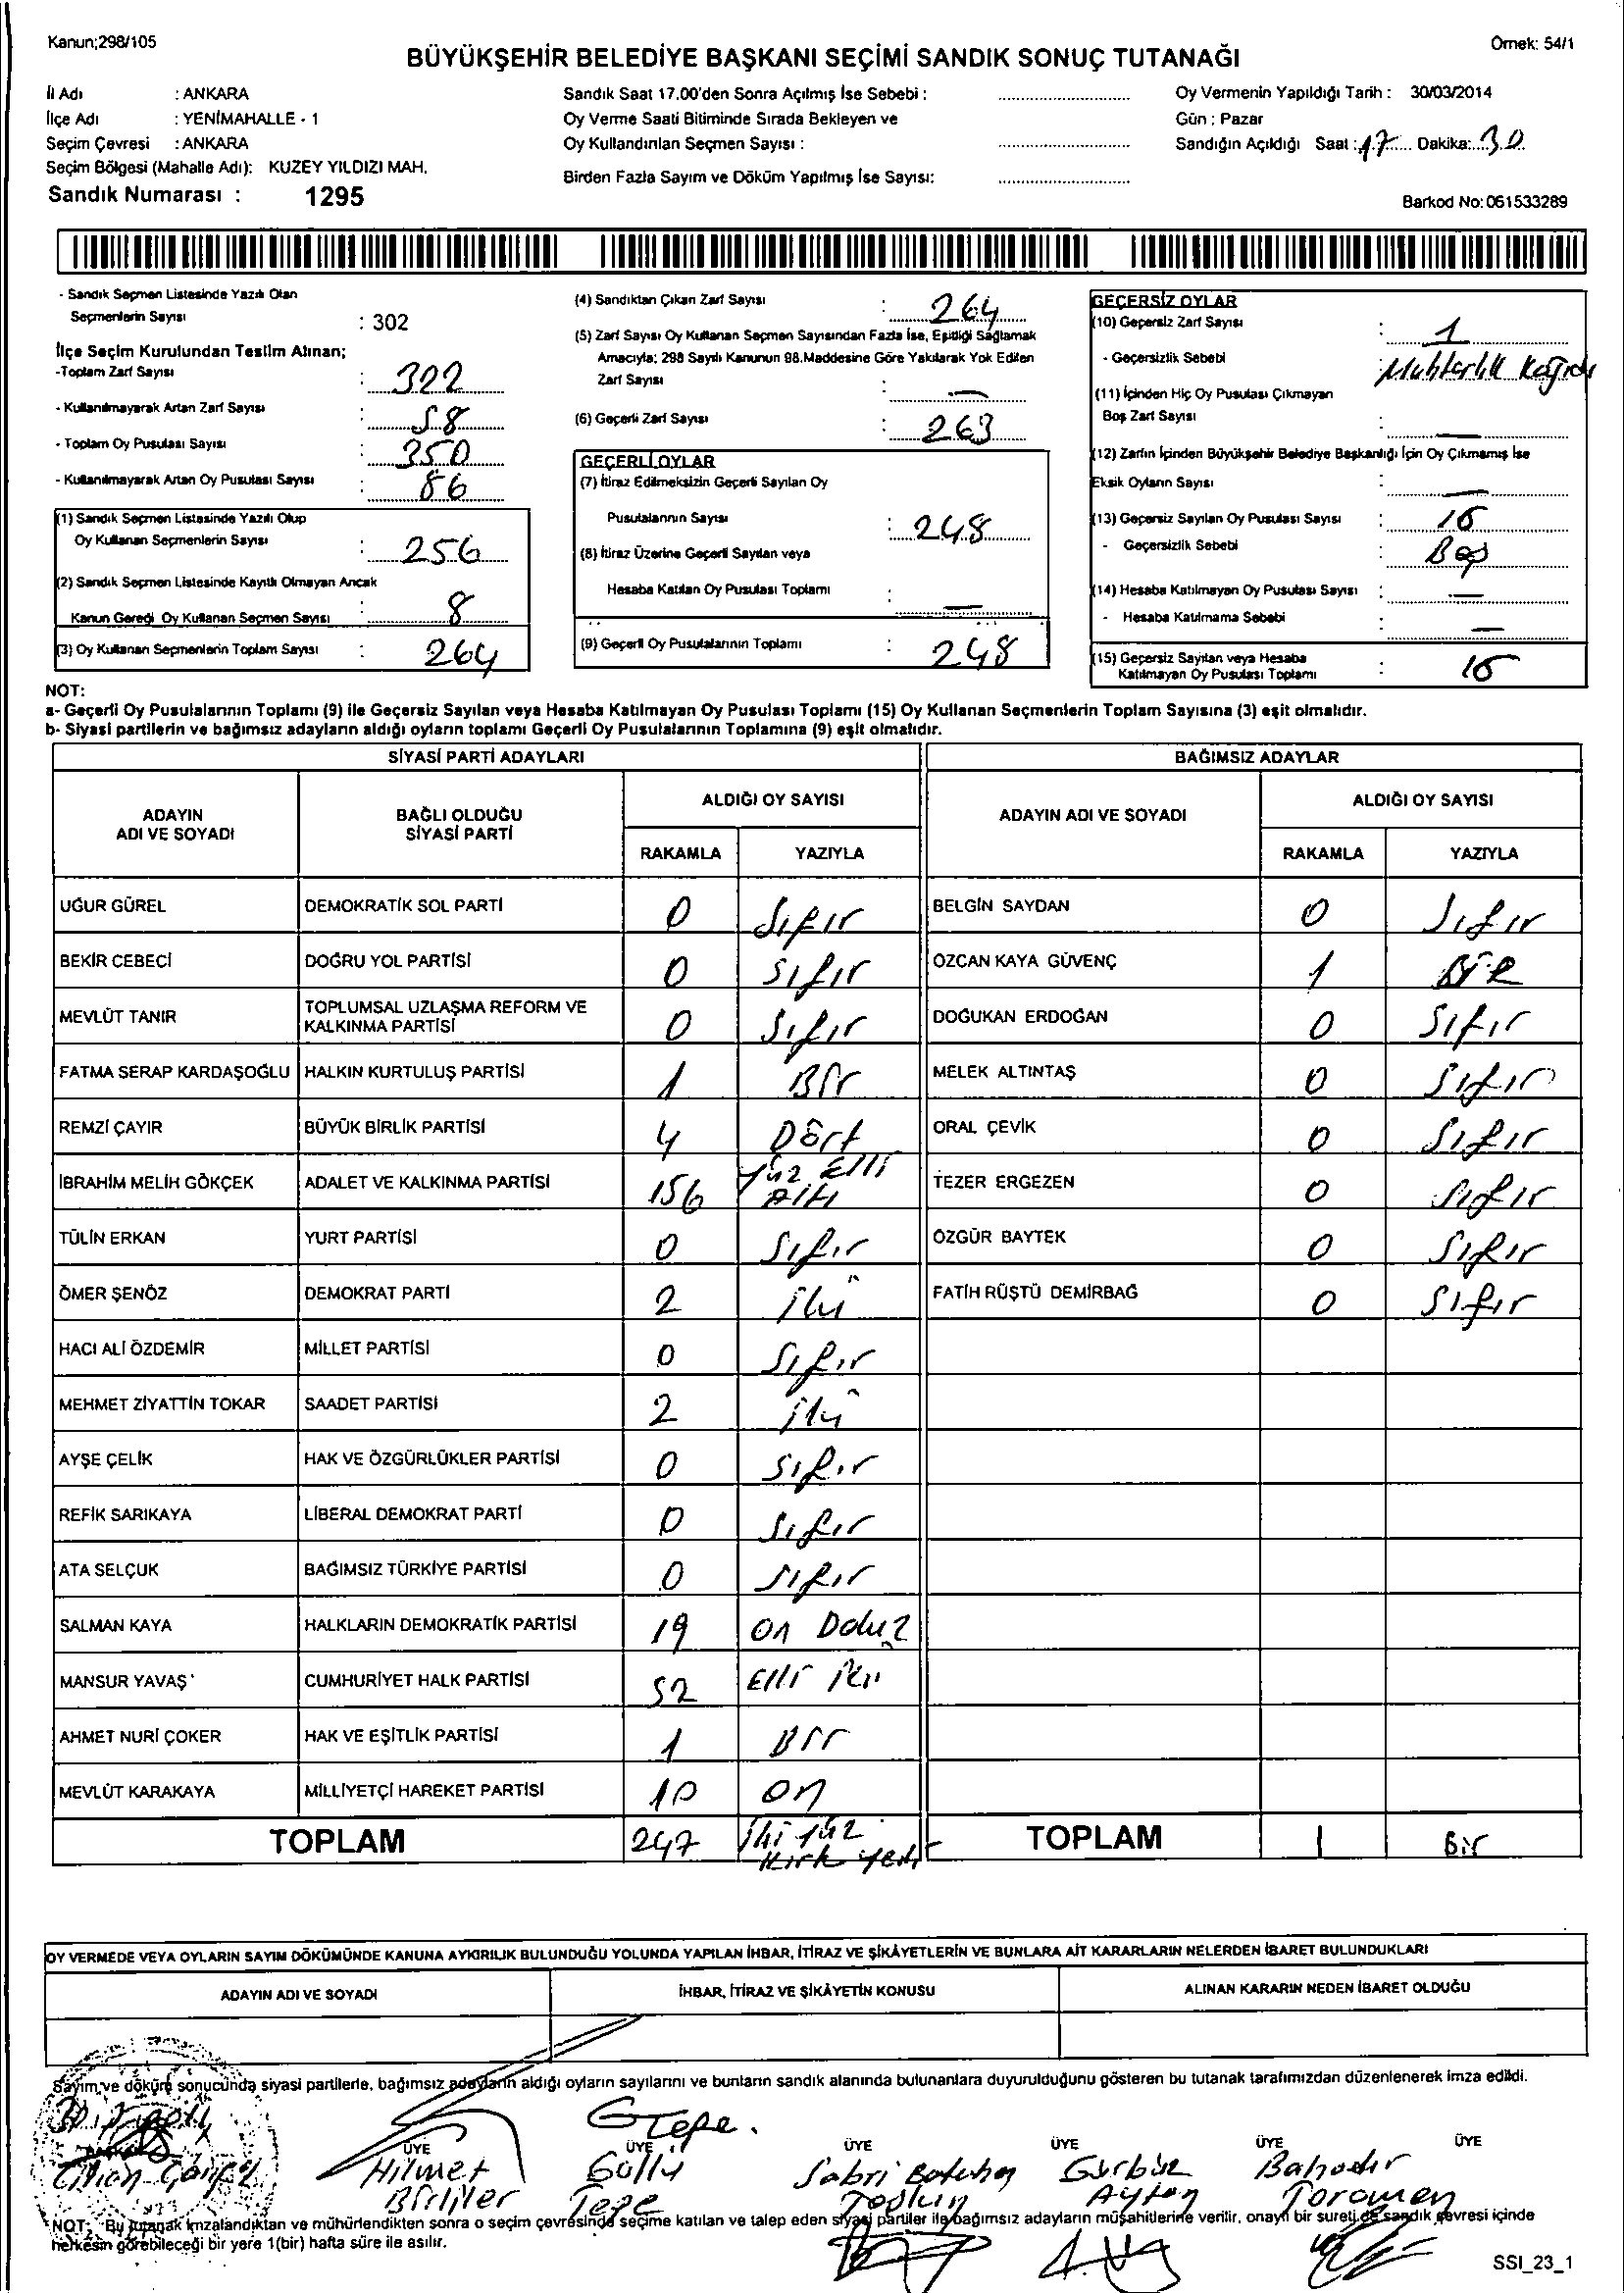 Kanun;298/105
Örnek: 54/1
BÜYÜKŞEHİR BELEDİYE BAŞKANI SEÇİMİ SANDIK SONUÇ TUTANAĞI
İl Adı : ANKARA
İlçe Adı : YENİMAHALLE - 1
Seçim Çevresi : ANKARA
Seçim Bölgesi (Mahalle Adı): KUZEY YILDIZI MAH.
Sandık Numarası : 1295
Sandık Saat 17.00'den Sonra Açılmış İse Sebebi :
Oy Verme Saati Bitiminde Sırada Bekleyen ve
Oy Kullandırılan Seçmen Sayısı :
Birden Fazla Sayım ve Döküm Yapılmış İse Sayısı:
Oy Vermenin Yapıldığı Tarih : 30/03/2014
Gün : Pazar
Sandığın Açıldığı Saat : 17 Dakika: 30
Barkod No: 061533289
- Sandık Seçmen Listesinde Yazılı Olan
Seçmenlerin Sayısı : 302
İlçe Seçim Kurulundan Teslim Alınan;
-Toplam Zarf Sayısı : 322
- Kullanılmayarak Artan Zarf Sayısı : 58
- Toplam Oy Pusulası Sayısı : 350
- Kullanılmayarak Artan Oy Pusulası Sayısı : 86
(1) Sandık Seçmen Listesinde Yazılı Olup
Oy Kullanan Seçmenlerin Sayısı : 256
(2) Sandık Seçmen Listesinde Kayıtlı Olmayan Ancak
Kanun Gereği Oy Kullanan Seçmen Sayısı : 8
(3) Oy Kullanan Seçmenlerin Toplam Sayısı : 264
(4) Sandıktan Çıkan Zarf Sayısı : 264
(5) Zarf Sayısı Oy Kullanan Seçmen Sayısından Fazla İse, Eşitliği Sağlamak
Amacıyla; 298 Sayılı Kanunun 98.Maddesine Göre Yakılarak Yok Edilen
Zarf Sayısı : —
(6) Geçerli Zarf Sayısı : 263
GEÇERLİ OYLAR
(7) İtiraz Edilmeksizin Geçerli Sayılan Oy
Pusulalarının Sayısı : 248
(8) İtiraz Üzerine Geçerli Sayılan veya
Hesaba Katılan Oy Pusulası Toplamı : —
(9) Geçerli Oy Pusulalarının Toplamı : 248
GEÇERSİZ OYLAR
(10) Geçersiz Zarf Sayısı : 1
- Geçersizlik Sebebi : Muhtarlık Kağıdı
(11) İçinden Hiç Oy Pusulası Çıkmayan
Boş Zarf Sayısı : —
(12) Zarfın İçinden Büyükşehir Belediye Başkanlığı İçin Oy Çıkmamış İse
Eksik Oyların Sayısı : —
(13) Geçersiz Sayılan Oy Pusulası Sayısı : 16
- Geçersizlik Sebebi : Boş
(14) Hesaba Katılmayan Oy Pusulası Sayısı : —
- Hesaba Katılmama Sebebi : —
(15) Geçersiz Sayılan veya Hesaba
Katılmayan Oy Pusulası Toplamı : 16
NOT:
a- Geçerli Oy Pusulalarının Toplamı (9) ile Geçersiz Sayılan veya Hesaba Katılmayan Oy Pusulası Toplamı (15) Oy Kullanan Seçmenlerin Toplam Sayısına (3) eşit olmalıdır.
b- Siyasi partilerin ve bağımsız adayların aldığı oyların toplamı Geçerli Oy Pusulalarının Toplamına (9) eşit olmalıdır.
SİYASİ PARTİ ADAYLARI
ADAYIN ADI VE SOYADI BAĞLI OLDUĞU SİYASİ PARTİ ALDIĞI OY SAYISI
RAKAMLA YAZIYLA
UĞUR GÜREL DEMOKRATİK SOL PARTİ 0 Sıfır
BEKİR CEBECİ DOĞRU YOL PARTİSİ 0 Sıfır
MEVLÜT TANIR TOPLUMSAL UZLAŞMA REFORM VE KALKINMA PARTİSİ 0 Sıfır
FATMA SERAP KARDAŞOĞLU HALKIN KURTULUŞ PARTİSİ 1 Bir
REMZİ ÇAYIR BÜYÜK BİRLİK PARTİSİ 4 Dört
İBRAHİM MELİH GÖKÇEK ADALET VE KALKINMA PARTİSİ 156 Yüz Elli Altı
TÜLİN ERKAN YURT PARTİSİ 0 Sıfır
ÖMER ŞENÖZ DEMOKRAT PARTİ 2 İki
HACI ALİ ÖZDEMİR MİLLET PARTİSİ 0 Sıfır
MEHMET ZİYATTİN TOKAR SAADET PARTİSİ 2 İki
AYŞE ÇELİK HAK VE ÖZGÜRLÜKLER PARTİSİ 0 Sıfır
REFİK SARIKAYA LİBERAL DEMOKRAT PARTİ 0 Sıfır
ATA SELÇUK BAĞIMSIZ TÜRKİYE PARTİSİ 0 Sıfır
SALMAN KAYA HALKLARIN DEMOKRATİK PARTİSİ 19 On Dokuz
MANSUR YAVAŞ CUMHURİYET HALK PARTİSİ 52 Elli iki
AHMET NURİ ÇOKER HAK VE EŞİTLİK PARTİSİ 1 Bir
MEVLÜT KARAKAYA MİLLİYETÇİ HAREKET PARTİSİ 10 On
TOPLAM 247 İki yüz Kırk yedi
BAĞIMSIZ ADAYLAR
ADAYIN ADI VE SOYADI ALDIĞI OY SAYISI
RAKAMLA YAZIYLA
BELGİN SAYDAN 0 Sıfır
ÖZCAN KAYA GÜVENÇ 1 BİR
DOĞUKAN ERDOĞAN 0 Sıfır
MELEK ALTINTAŞ 0 Sıfır
ORAL ÇEVİK 0 Sıfır
TEZER ERGEZEN 0 Sıfır
ÖZGÜR BAYTEK 0 Sıfır
FATİH RÜŞTÜ DEMİRBAĞ 0 Sıfır
TOPLAM 1 Bir
OY VERMEDE VEYA OYLARIN SAYIM DÖKÜMÜNDE KANUNA AYKIRILIK BULUNDUĞU YOLUNDA YAPILAN İHBAR, İTİRAZ VE ŞİKÂYETLERİN VE BUNLARA AİT KARARLARIN NELERDEN İBARET BULUNDUKLARI
ADAYIN ADI VE SOYADI İHBAR, İTİRAZ VE ŞİKÂYETİN KONUSU ALINAN KARARIN NEDEN İBARET OLDUĞU
Sayım ve döküm sonucunda siyasi partilerle, bağımsız adayların aldığı oyların sayılarını ve bunların sandık alanında bulunanlara duyurulduğunu gösteren bu tutanak tarafımızdan düzenlenerek imza edildi.
GTepe.
ÜYE ÜYE ÜYE ÜYE ÜYE ÜYE
Hikmet Güllü Sabri Gürbüz Bahadır
Tepe Toromen
NOT: Bu tutanak imzalandıktan ve mühürlendikten sonra o seçim çevresinde seçime katılan ve talep eden siyasi partiler ile bağımsız adayların müşahitlerine verilir, onaylı bir sureti de sandık çevresi içinde
herkesin görebileceği bir yere 1(bir) hafta süre ile asılır.
SSI_23_1